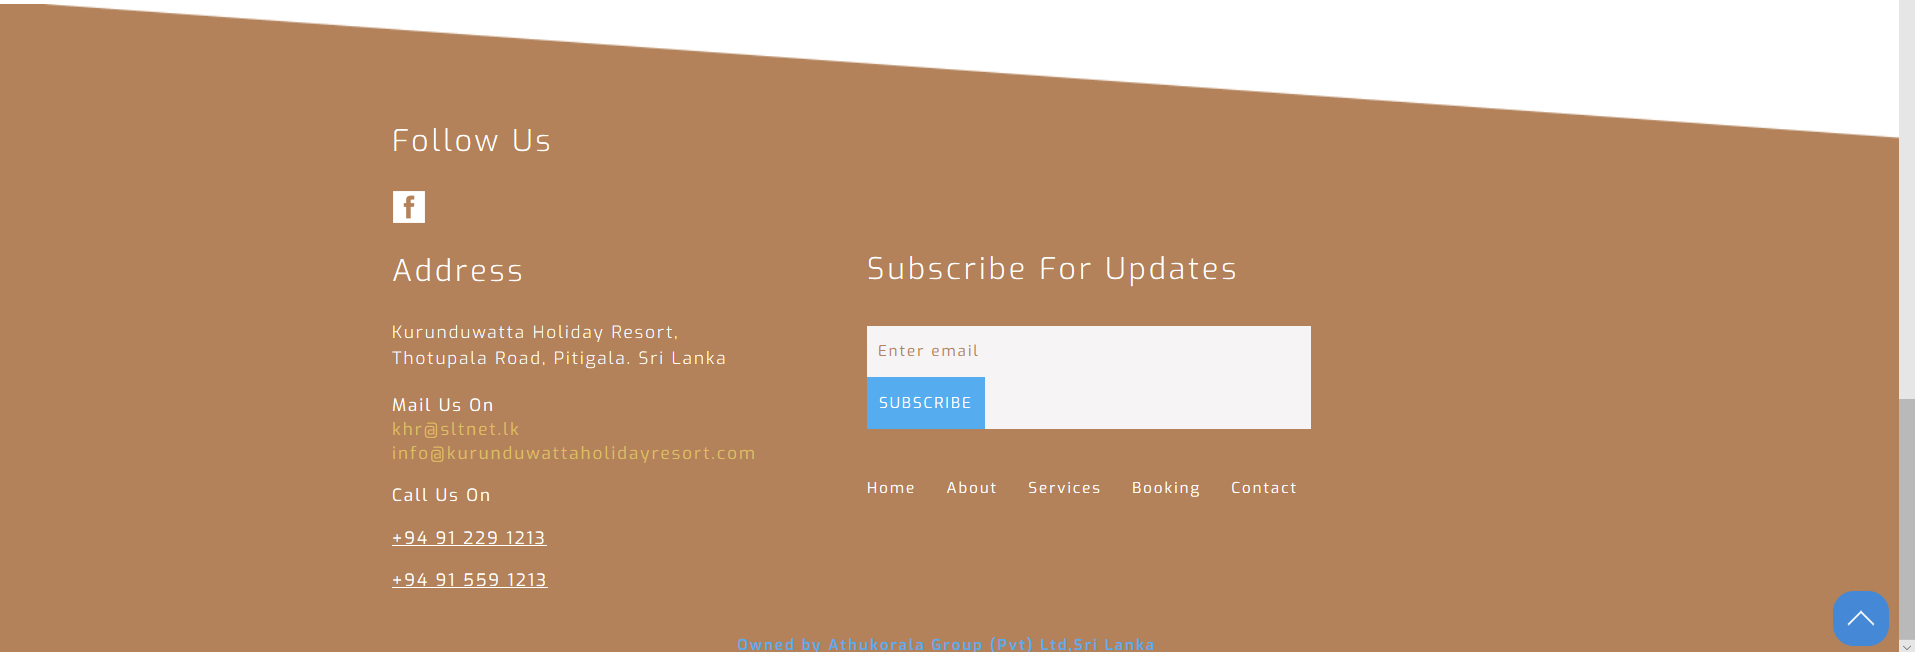 Follow Us
f
Address
Kurunduwatta Holiday Resort,
Thotupala Road, Pitigala. Sri Lanka
Mail Us On
khr@sltnet.lk
info@kurunduwattaholidayresort.com
Call Us On
+94 91 229 1213
+94 91 559 1213
Subscribe For Updates
Enter email
SUBSCRIBE
Home About Services Booking Contact
Owned by Athukorala Group (Pvt) Ltd,Sri Lanka